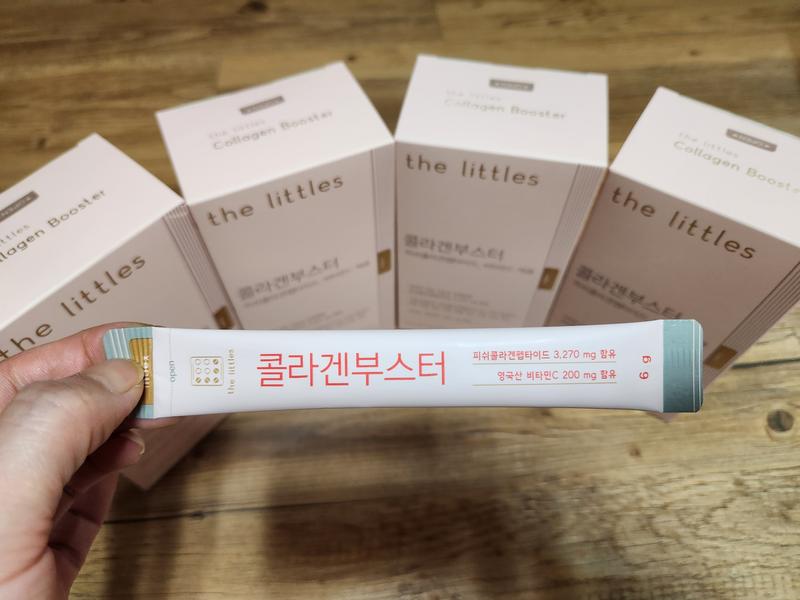 the littles
Collagen Booster
the littles
Collagen Booster
the littles
Collagen Booster
the littles
Collagen Booster
the littles
the littles
the littles
the littles
콜라겐부스터
콜라겐부스터
콜라겐부스터
open
the littles
콜라겐부스터
피쉬콜라겐펩타이드 3,270 mg 함유
영국산 비타민C 200 mg 함유
6 g